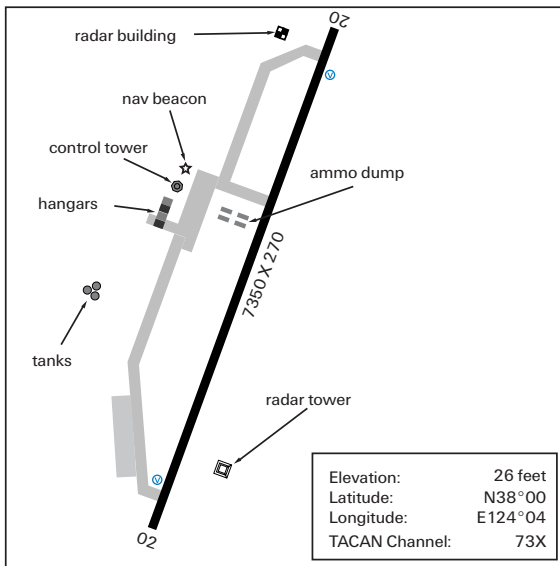 20
radar building
V
nav beacon
control tower
ammo dump
hangars
7350 X 270
tanks
radar tower
V
02
Elevation: 26 feet
Latitude: N38°00
Longitude: E124°04
TACAN Channel: 73X